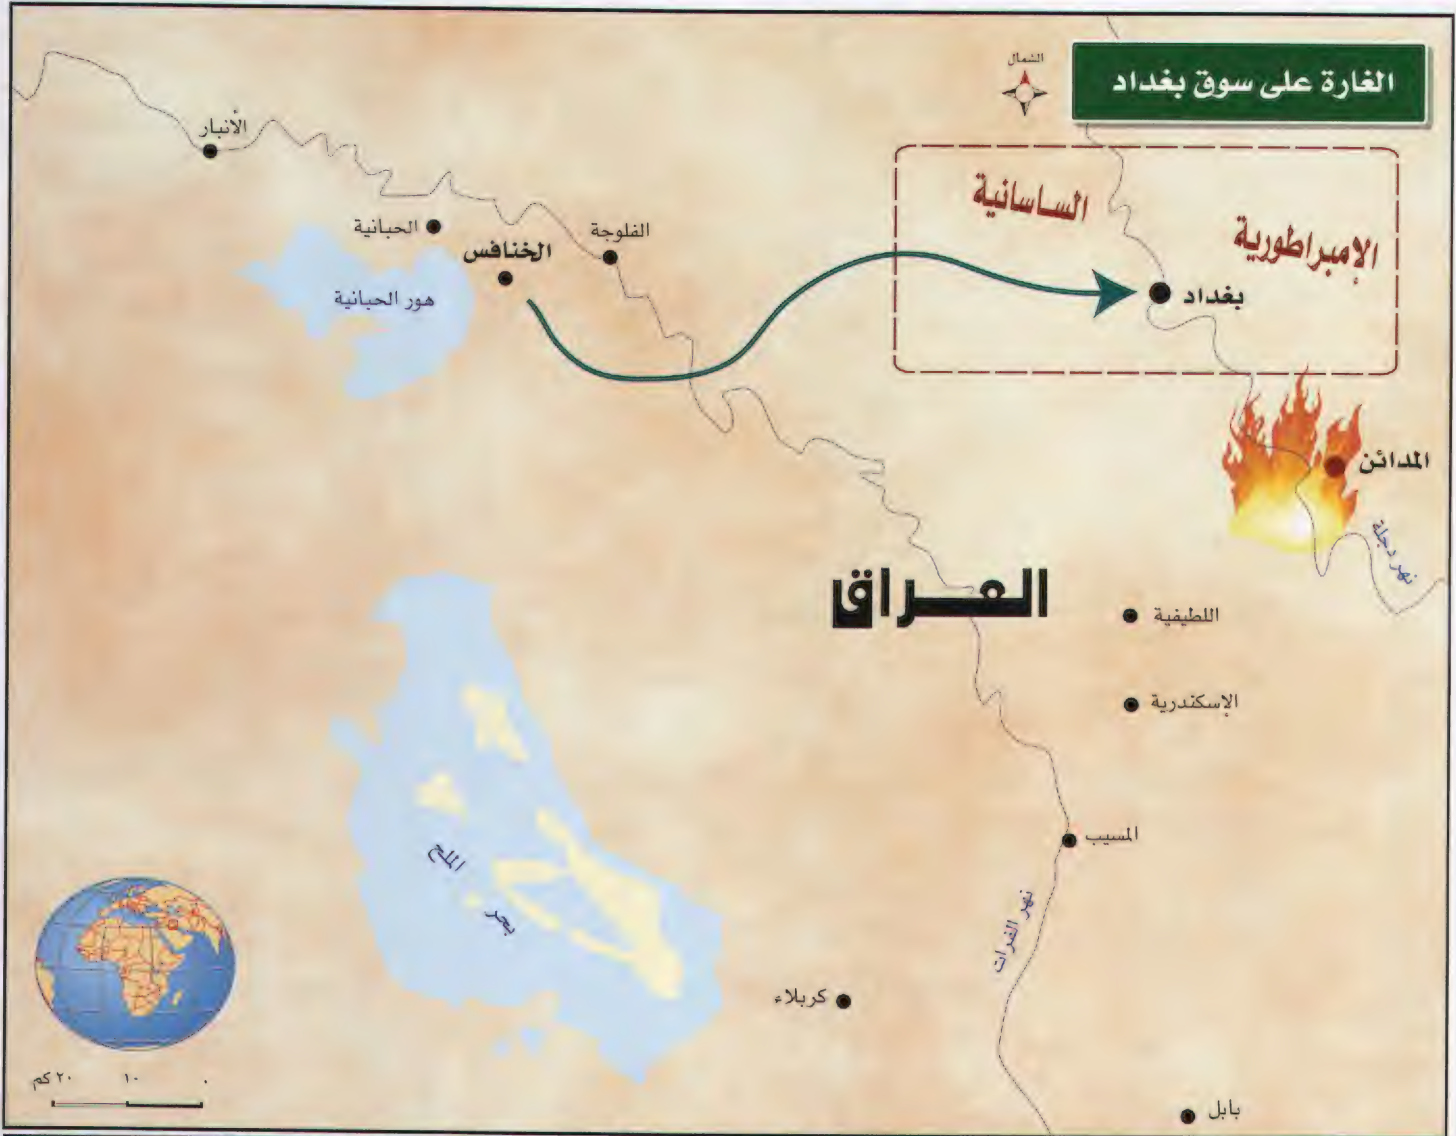 الغارة على سوق بغداد
الشمال
الأنبار
الساسانية
الإمبراطورية
الحبانية
الخنافس
الفلوجة
هور الحبانية
بغداد
المدائن
نهر دجلة
العراق
اللطيفية
الإسكندرية
المسيب
بحر الملح
نهر الفرات
كربلاء
٠ ١٠ ٢٠ كم
بابل